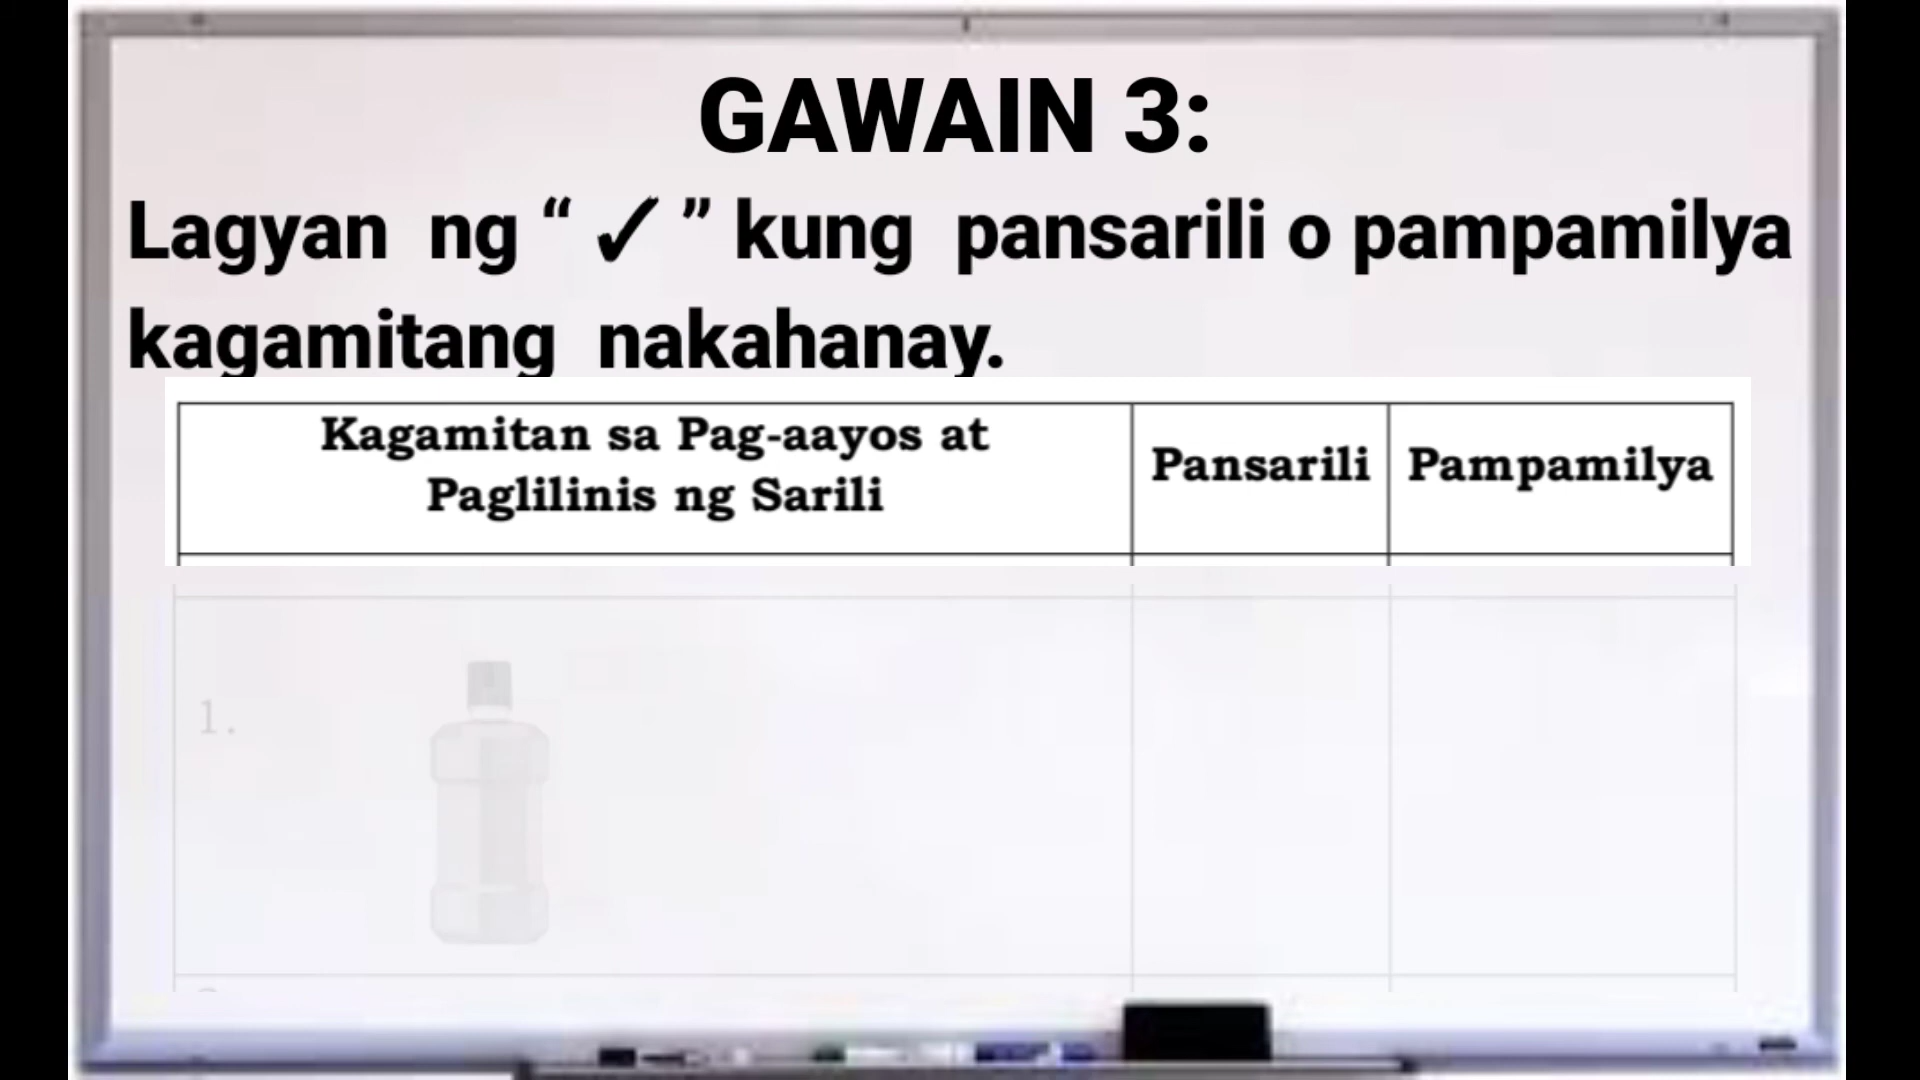 GAWAIN 3:
Lagyan ng “ ✓ ” kung pansarili o pampamilya
kagamitang nakahanay.
Kagamitan sa Pag-aayos at
Paglilinis ng Sarili
Pansarili
Pampamilya
1.